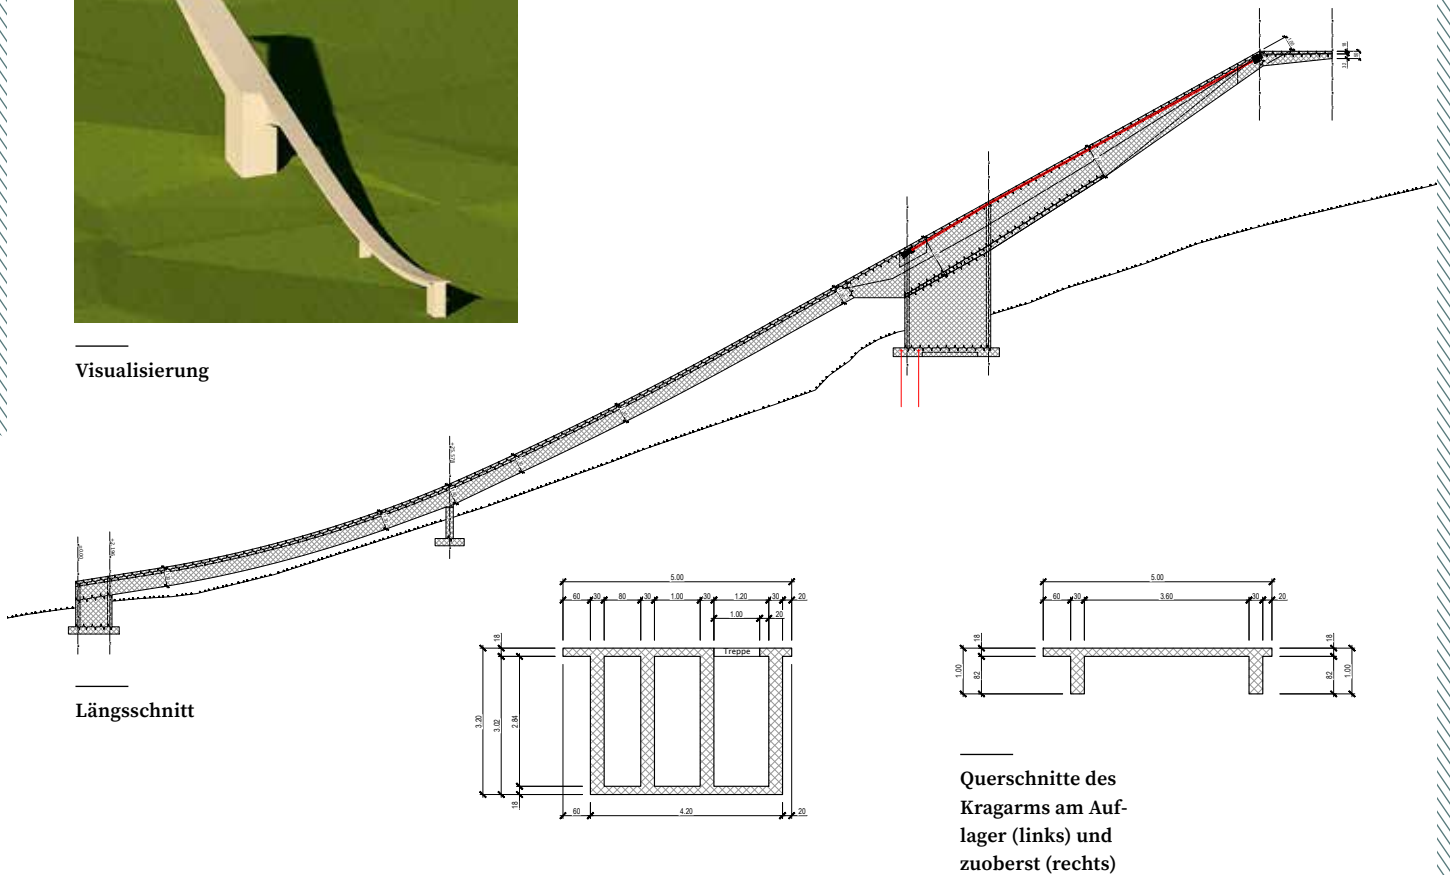 Visualisierung
Längsschnitt
5.00
60 30 80 30 1.00 30 1.20 30 20
1.00 20
Treppe
18
3.20
3.02
2.84
18
60 4.20 20
5.00
60 30 3.60 30 20
18
1.00
82
18
82
1.00
Querschnitte des
Kragarms am Auf-
lager (links) und
zuoberst (rechts)